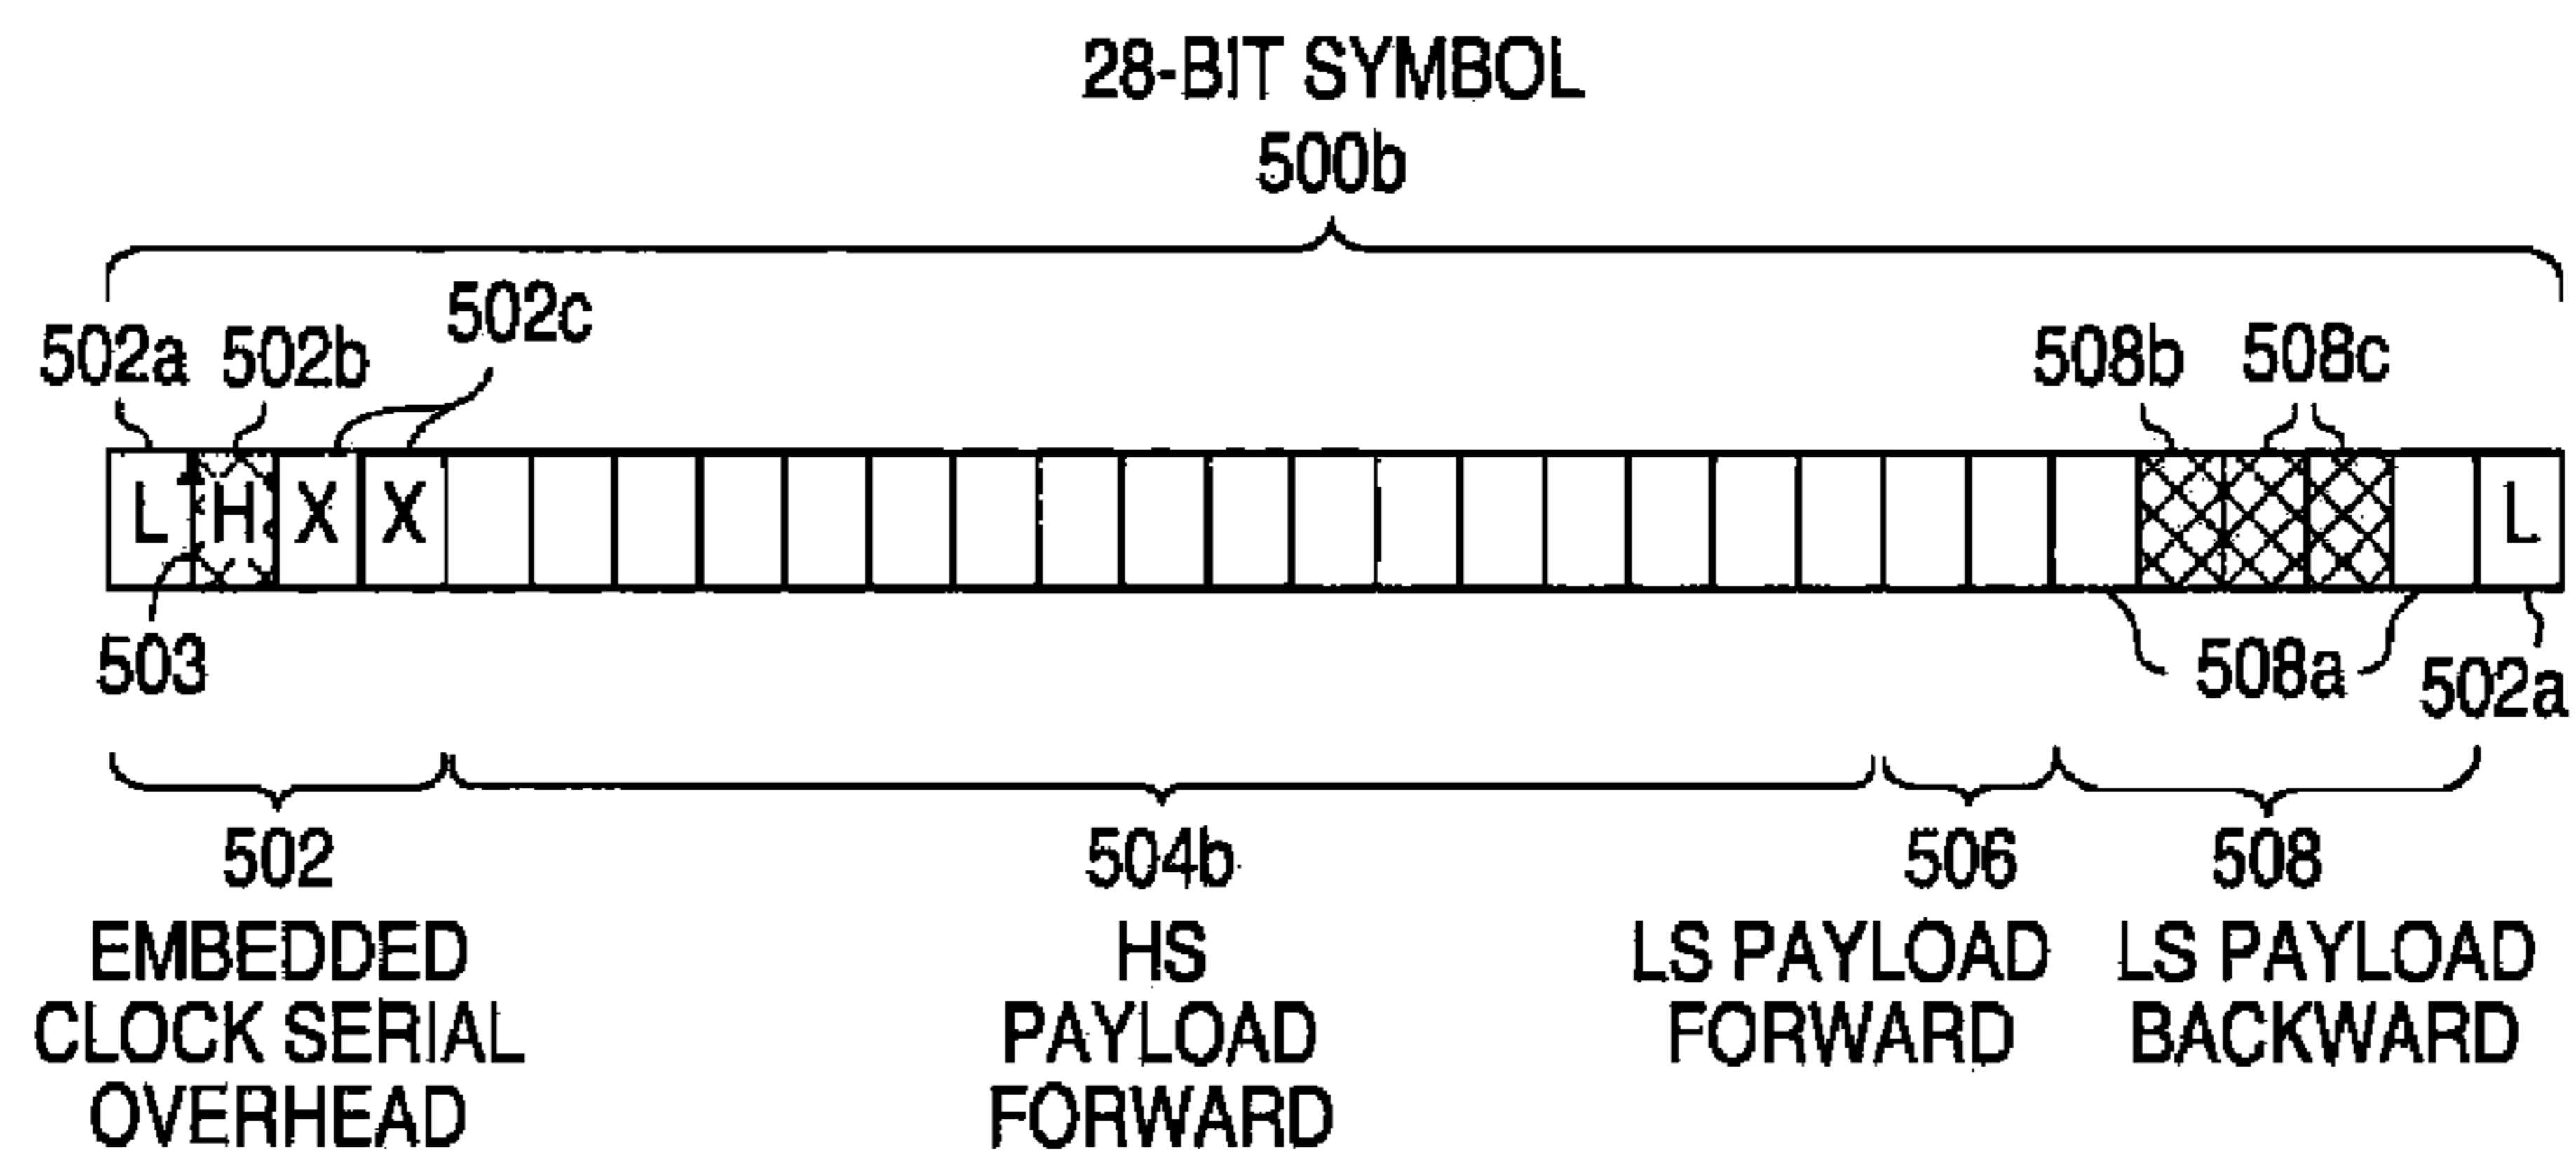 28-BIT SYMBOL
500b
502a 502b 502c 508b 508c
L H X X L
503 508a 502a
502 504b 506 508
EMBEDDED HS LS PAYLOAD LS PAYLOAD
CLOCK SERIAL PAYLOAD FORWARD BACKWARD
OVERHEAD FORWARD